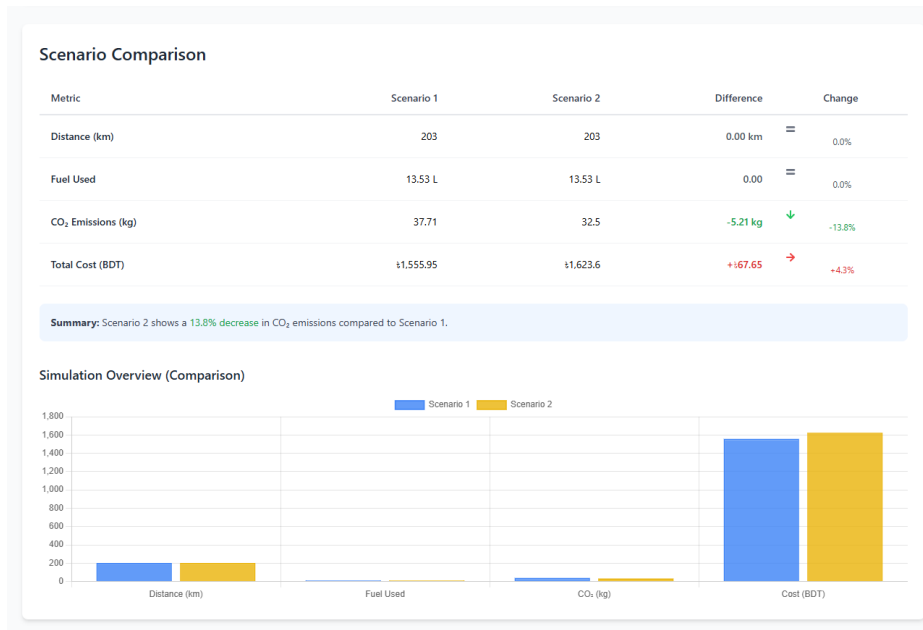 Scenario Comparison
Metric Scenario 1 Scenario 2 Difference Change
Distance (km) 203 203 0.00 km = 0.0%
Fuel Used 13.53 L 13.53 L 0.00 = 0.0%
CO₂ Emissions (kg) 37.71 32.5 -5.21 kg ↓ -13.8%
Total Cost (BDT) ৳1,555.95 ৳1,623.6 +৳67.65 → +4.3%
Summary: Scenario 2 shows a 13.8% decrease in CO₂ emissions compared to Scenario 1.
Simulation Overview (Comparison)
Scenario 1 Scenario 2
1,800
1,600
1,400
1,200
1,000
800
600
400
200
0
Distance (km) Fuel Used CO₂ (kg) Cost (BDT)